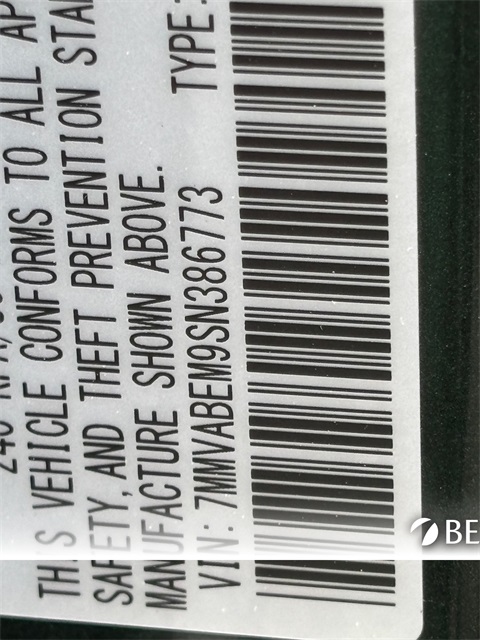 THIS VEHICLE CONFORMS TO ALL AP
SAFETY, AND THEFT PREVENTION STA
MANUFACTURE SHOWN ABOVE.
VIN: 7MMVABEM9SN386773 TYPE:
BE